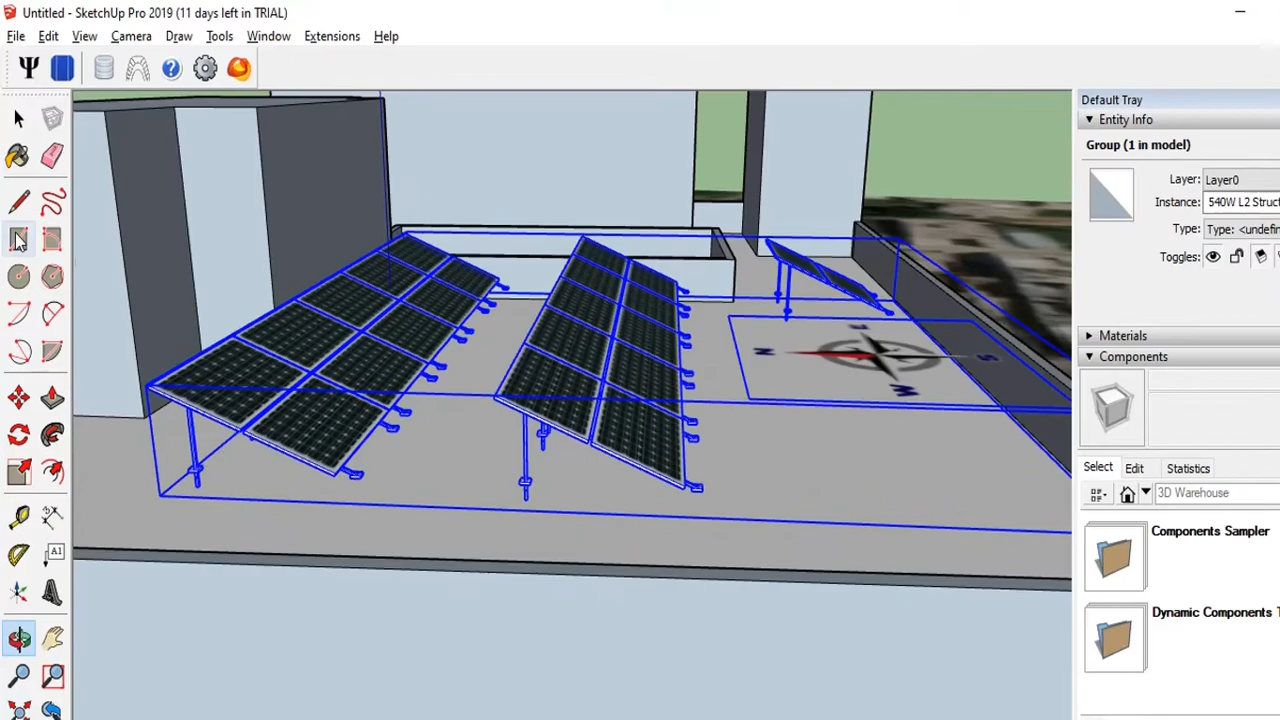 Untitled - SketchUp Pro 2019 (11 days left in TRIAL)
File Edit View Camera Draw Tools Window Extensions Help
Default Tray
Entity Info
Group (1 in model)
Layer: Layer0
Instance: 540W L2 Struct
Type: Type: <undefin
Toggles:
Materials
Components
Select Edit Statistics
3D Warehouse
Components Sampler
Dynamic Components T
A1
N E S W